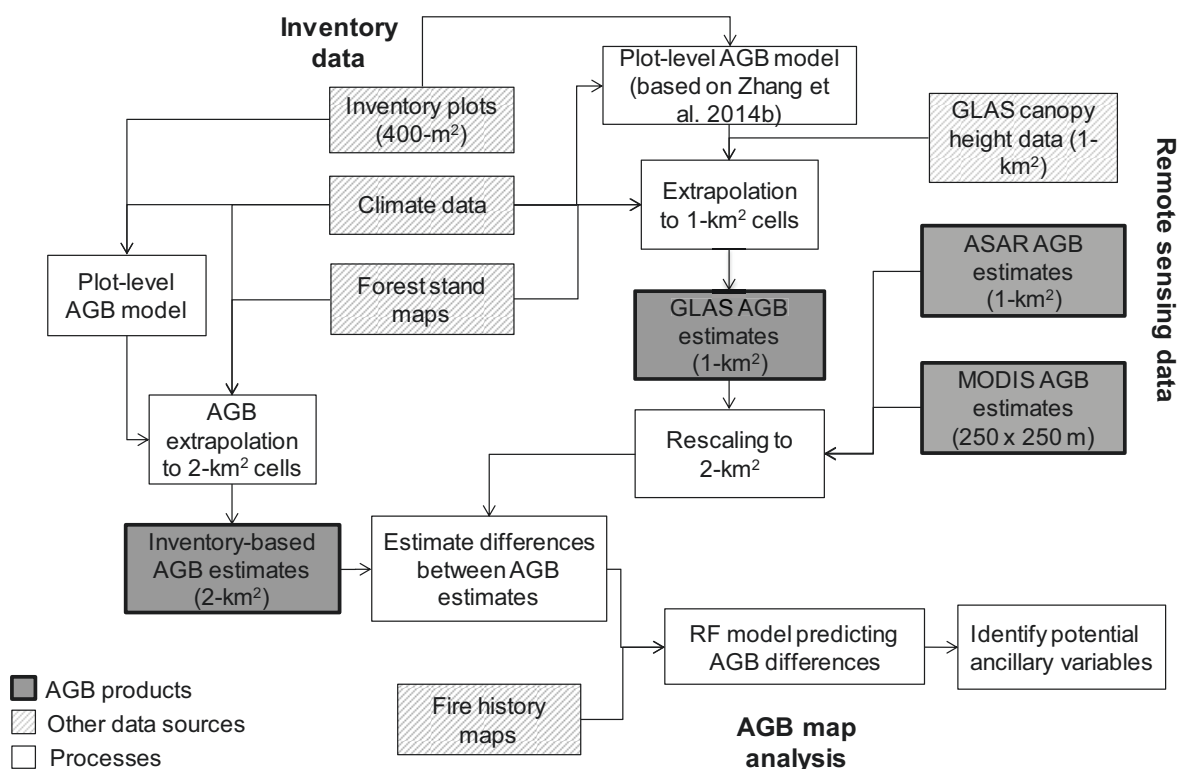 Inventory
data
Plot-level AGB model
(based on Zhang et
al. 2014b)
Inventory plots
(400-m²)
GLAS canopy
height data (1-
km²)
Remote sensing data
Climate data
Extrapolation
to 1-km² cells
Plot-level
AGB model
Forest stand
maps
ASAR AGB
estimates
(1-km²)
GLAS AGB
estimates
(1-km²)
MODIS AGB
estimates
(250 x 250 m)
AGB
extrapolation
to 2-km² cells
Rescaling to
2-km²
Inventory-based
AGB estimates
(2-km²)
Estimate differences
between AGB
estimates
RF model predicting
AGB differences
Identify potential
ancillary variables
Fire history
maps
AGB map
analysis
AGB products
Other data sources
Processes